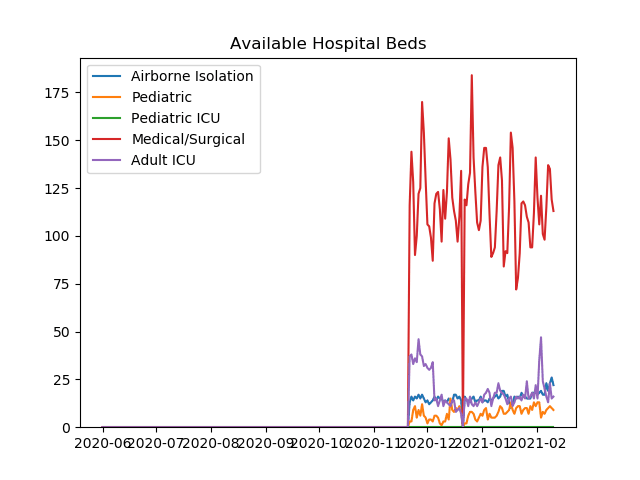 Available Hospital Beds
Airborne Isolation
Pediatric
Pediatric ICU
Medical/Surgical
Adult ICU
175
150
125
100
75
50
25
0
2020-06 2020-07 2020-08 2020-09 2020-10 2020-11 2020-12 2021-01 2021-02